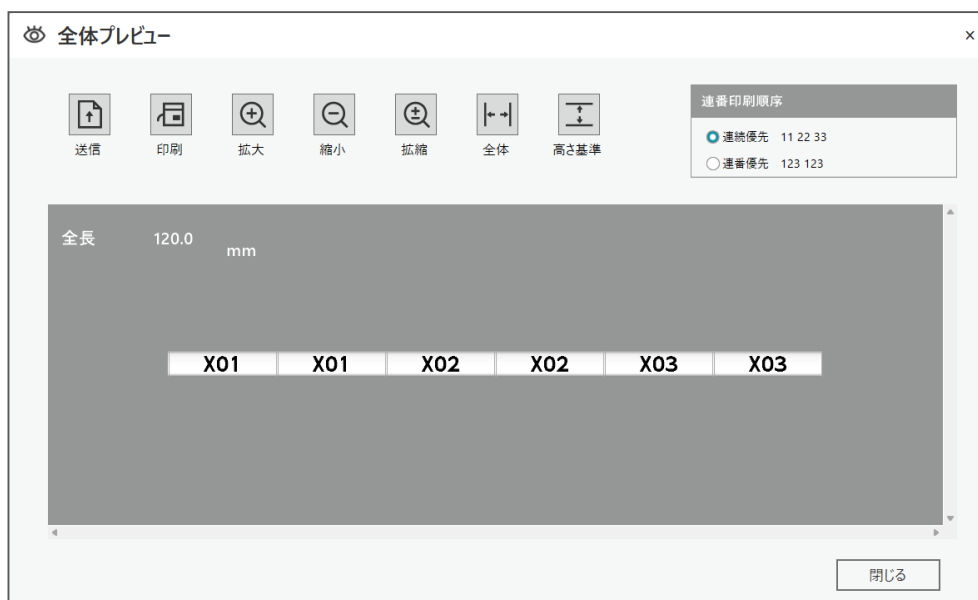 全体プレビュー
×
送信 印刷 拡大 縮小 拡縮 全体 高さ基準
連番印刷順序
連続優先 11 22 33
連番優先 123 123
全長 120.0 mm
X01 X01 X02 X02 X03 X03
閉じる